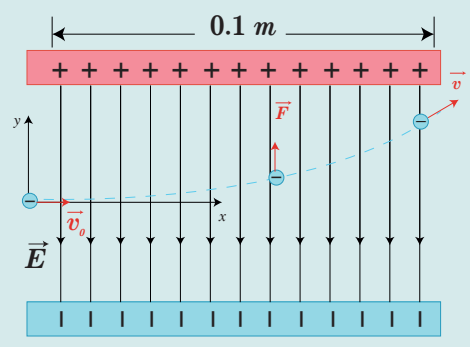 0.1 m
+ + + + + + + + + + + + +
v
F
y
−
− v₀
x
−
E
− − − − − − − − − − − − −